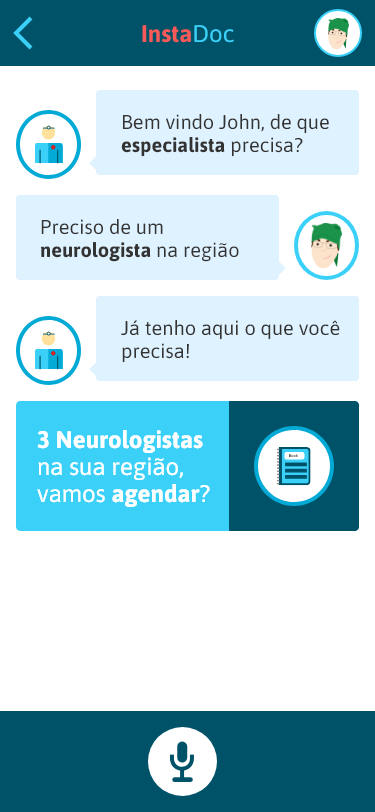 InstaDoc
Bem vindo John, de que
especialista precisa?
Preciso de um
neurologista na região
Já tenho aqui o que você
precisa!
3 Neurologistas
na sua região,
vamos agendar?
Book